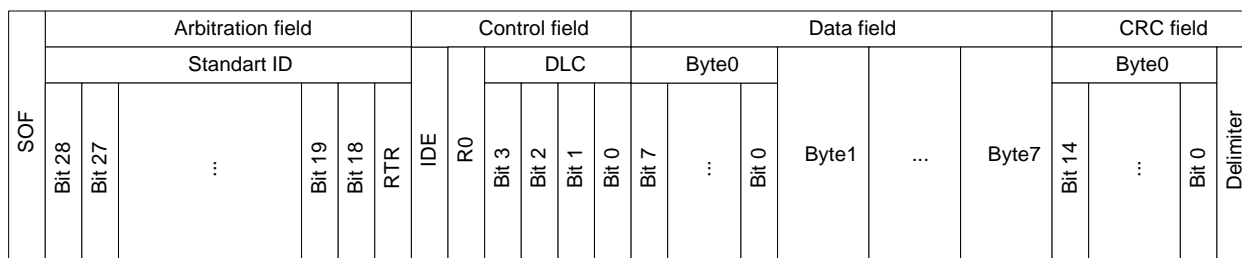 Arbitration field Control field Data field CRC field
Standart ID DLC Byte0 Byte0
SOF Bit 28 Bit 27 ... Bit 19 Bit 18 RTR IDE R0 Bit 3 Bit 2 Bit 1 Bit 0 Bit 7 ... Bit 0 Byte1 ... Byte7 Bit 14 ... Bit 0 Delimiter